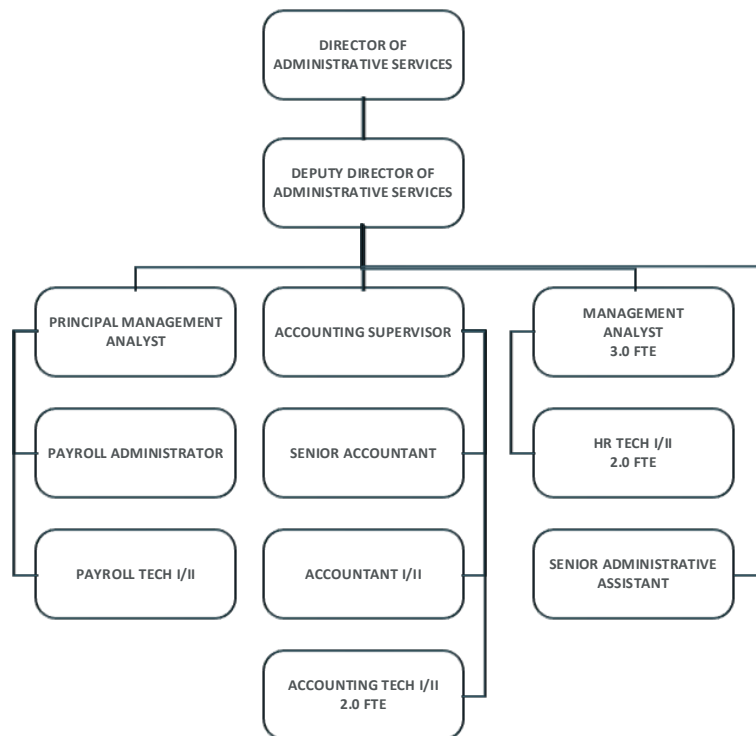 DIRECTOR OF
ADMINISTRATIVE SERVICES
DEPUTY DIRECTOR OF
ADMINISTRATIVE SERVICES
PRINCIPAL MANAGEMENT
ANALYST
ACCOUNTING SUPERVISOR
MANAGEMENT
ANALYST
3.0 FTE
PAYROLL ADMINISTRATOR
SENIOR ACCOUNTANT
HR TECH I/II
2.0 FTE
PAYROLL TECH I/II
ACCOUNTANT I/II
SENIOR ADMINISTRATIVE
ASSISTANT
ACCOUNTING TECH I/II
2.0 FTE